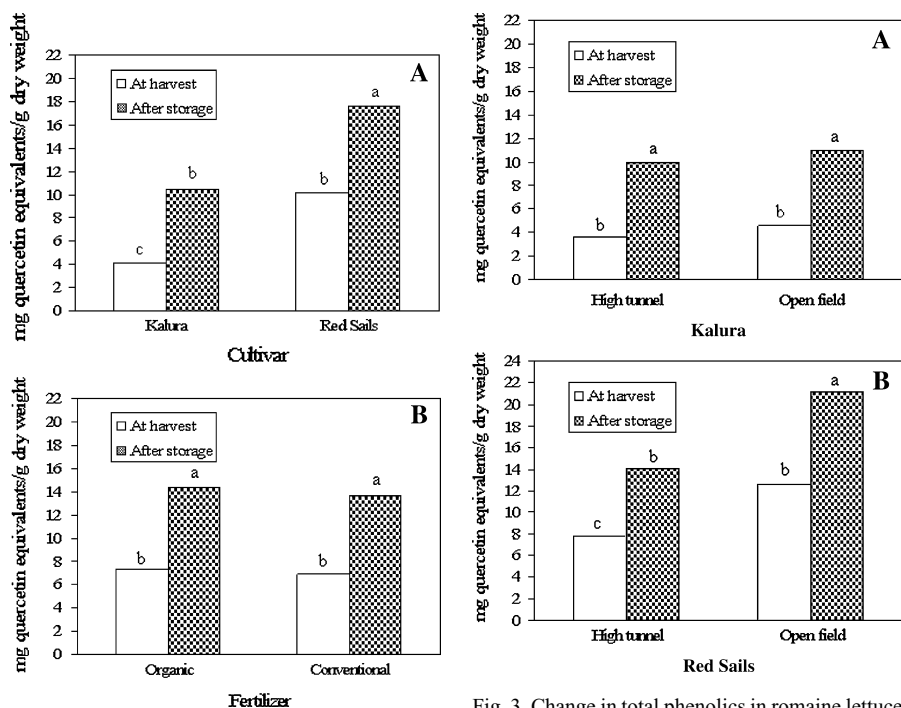 mg quercetin equivalents/g dry weight
22
20
18
16
14
12
10
8
6
4
2
0
A
At harvest
After storage
c
b
b
a
Kalura
Red Sails
Cultivar
mg quercetin equivalents/g dry weight
22
20
18
16
14
12
10
8
6
4
2
0
B
At harvest
After storage
b
a
b
a
Organic
Conventional
Fertilizer
mg quercetin equivalents/g dry weight
22
20
18
16
14
12
10
8
6
4
2
0
A
At harvest
After storage
b
a
b
a
High tunnel
Open field
Kalura
mg quercetin equivalents/g dry weight
24
22
20
18
16
14
12
10
8
6
4
2
0
B
At harvest
After storage
c
b
b
a
High tunnel
Open field
Red Sails
Fig. 3. Change in total phenolics in romaine lettuce